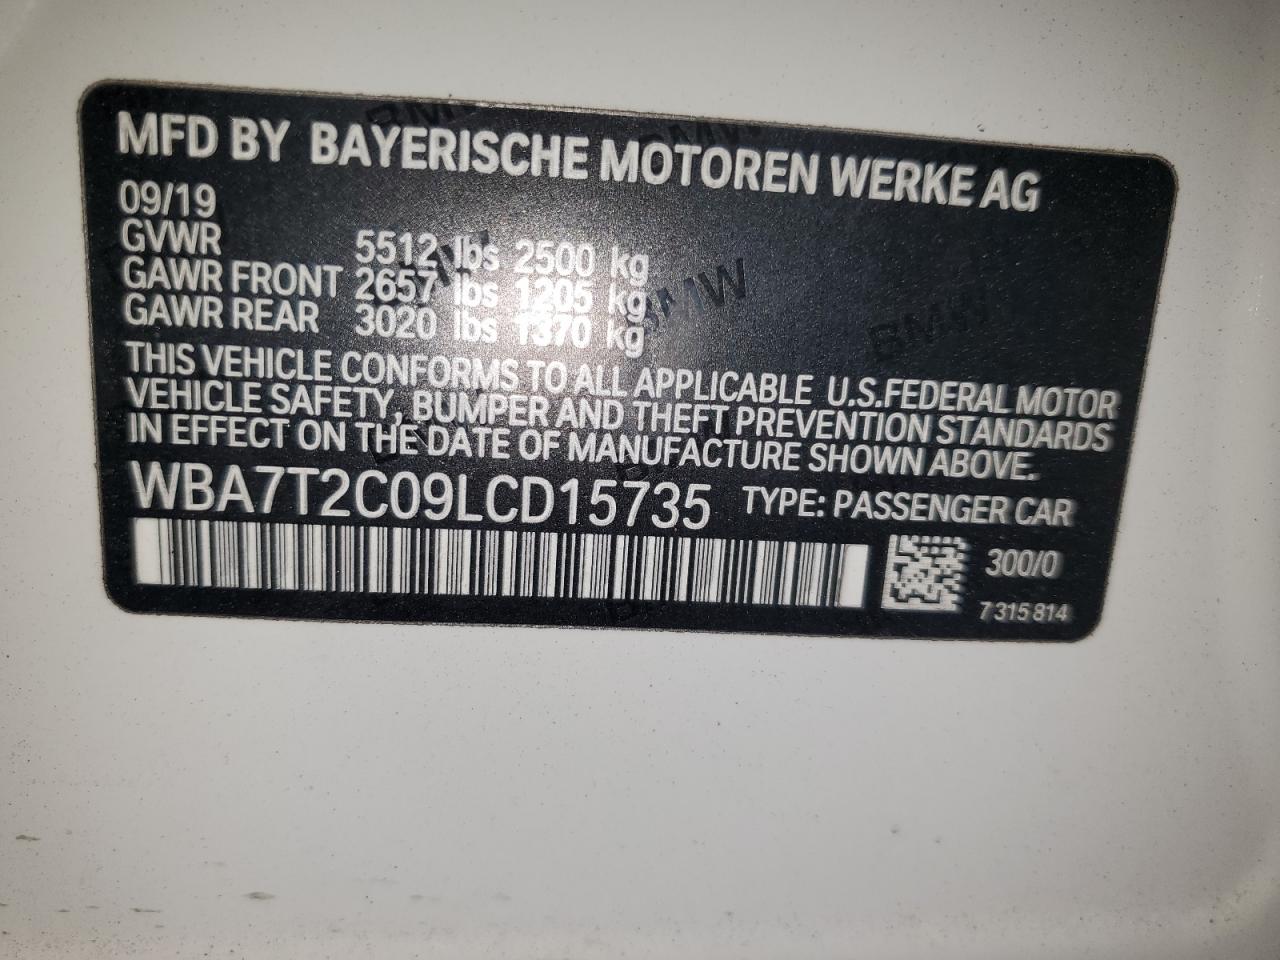 MFD BY BAYERISCHE MOTOREN WERKE AG
09/19
GVWR 5512 lbs 2500 kg
GAWR FRONT 2657 lbs 1205 kg
GAWR REAR 3020 lbs 1370 kg
THIS VEHICLE CONFORMS TO ALL APPLICABLE U.S.FEDERAL MOTOR
VEHICLE SAFETY, BUMPER AND THEFT PREVENTION STANDARDS
IN EFFECT ON THE DATE OF MANUFACTURE SHOWN ABOVE.
WBA7T2C09LCD15735 TYPE: PASSENGER CAR
300/0
7 315 814